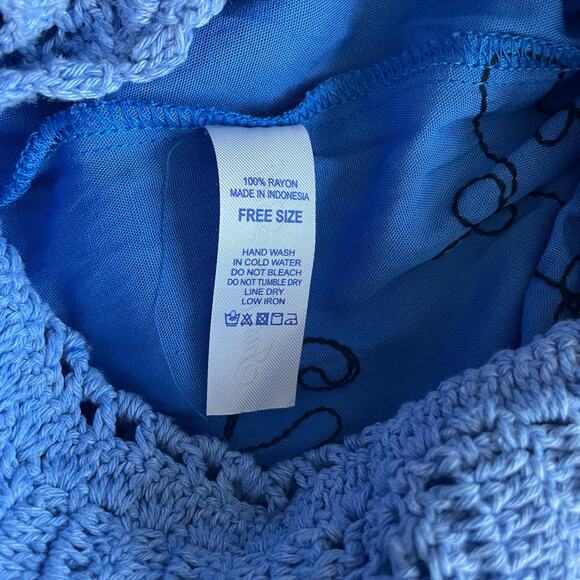 100% RAYON
MADE IN INDONESIA
FREE SIZE
HAND WASH
IN COLD WATER
DO NOT BLEACH
DO NOT TUMBLE DRY
LINE DRY
LOW IRON